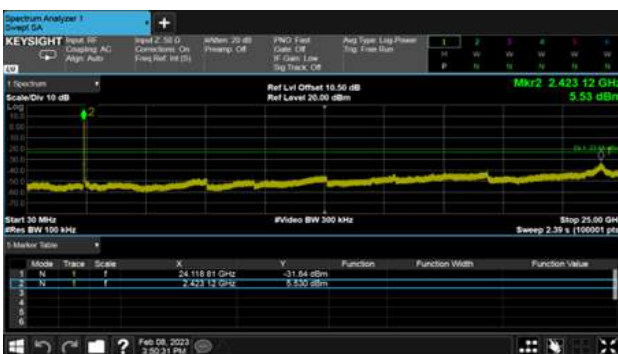 Spectrum Analyzer 1
Swept SA
+
KEYSIGHT Input: RF Input Z: 50 Ω #Atten: 20 dB PNO: Fast Avg Type: Log-Power 1 2 3 4 5 6
Coupling: AC Corrections: On Preamp: Off Gate: Off Trig: Free Run M W W W W W
Align: Auto Freq Ref: Int (S) IF Gain: Low P N N N N N
Sig Track: Off
1 Spectrum Ref Lvl Offset 10.50 dB Mkr2 2.423 12 GHz
Scale/Div 10 dB Ref Level 20.00 dBm 5.53 dBm
Log
10.0
2
0.00
-10.0
-20.0
-30.0
1
-40.0
-50.0
-60.0
-70.0
Start 30 MHz #Video BW 300 kHz Stop 25.00 GHz
#Res BW 100 kHz Sweep 2.39 s (100001 pts)
5 Marker Table
Mode Trace Scale X Y Function Function Width Function Value
1 N 1 f 24.118 81 GHz -31.64 dBm
2 N 1 f 2.423 12 GHz 5.530 dBm
3
4
5
6
? Feb 08, 2023
3:50:31 PM